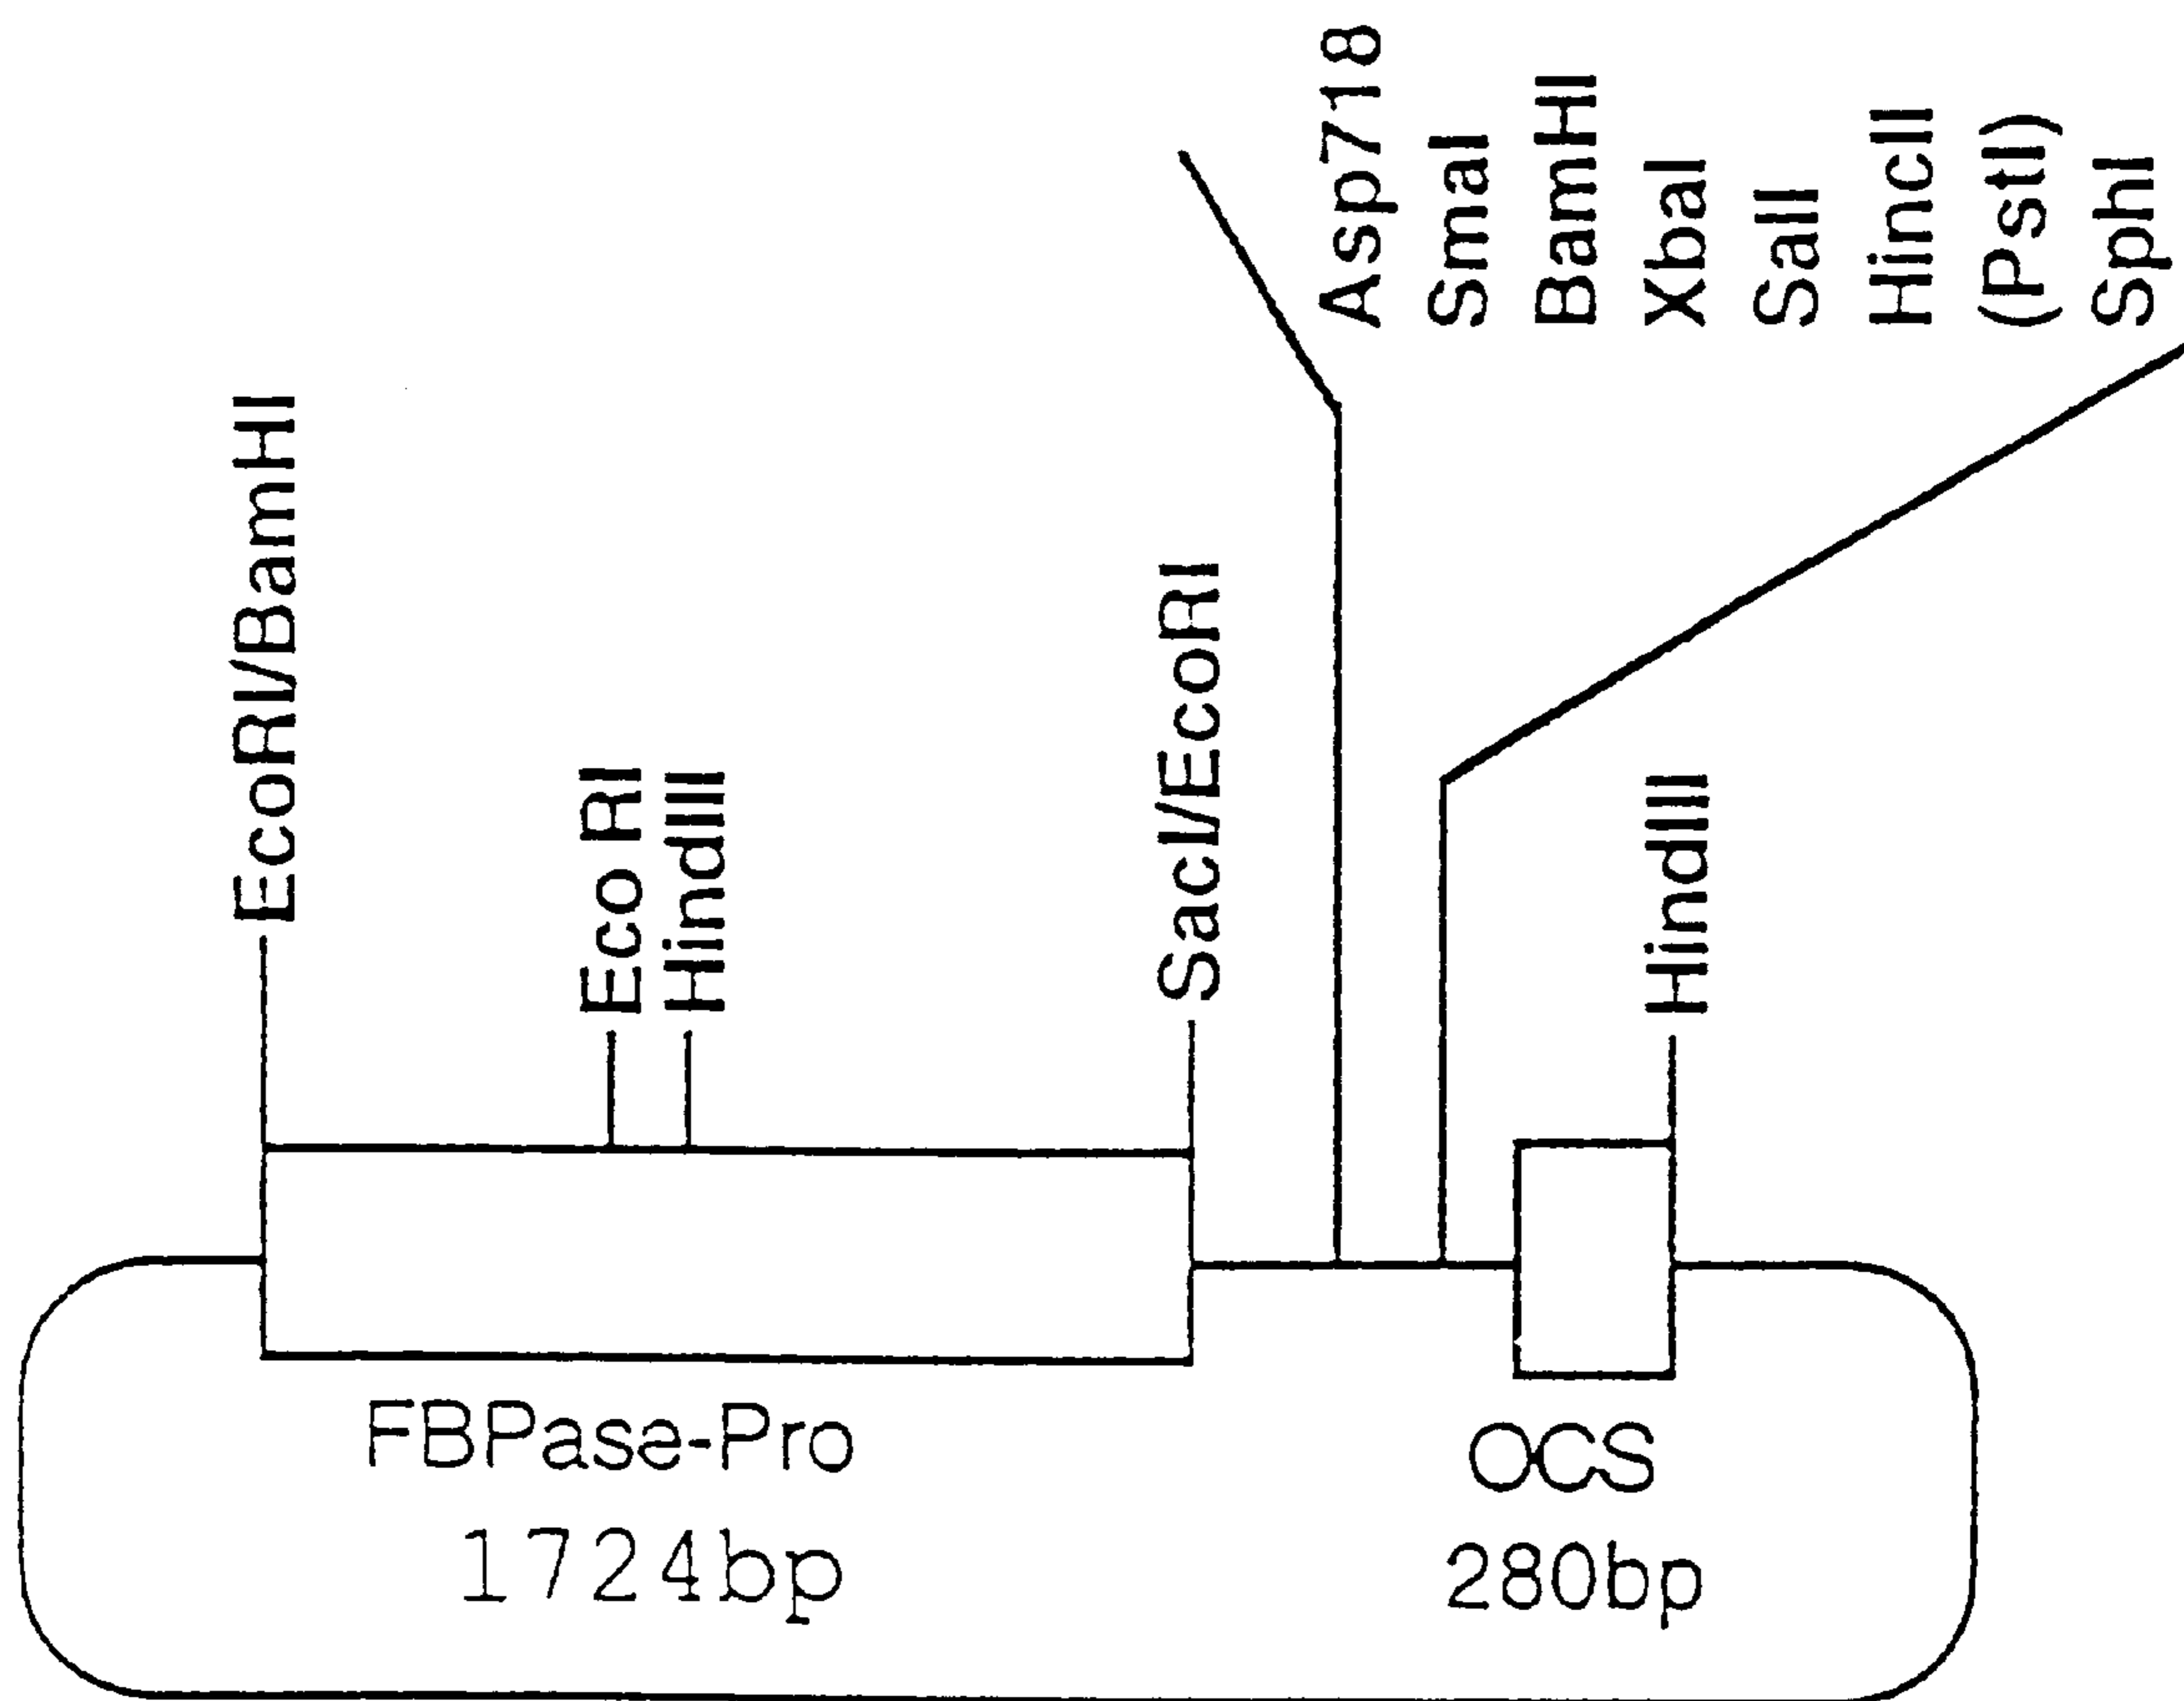 EcoRI/BamHI
Eco RI
HindIII
SacI/EcoRI
Asp718
SmaI
BamHI
XbaI
SalI
HincII
(PstI)
SphI
HindIII
FBPase-Pro
1724bp
OCS
280bp